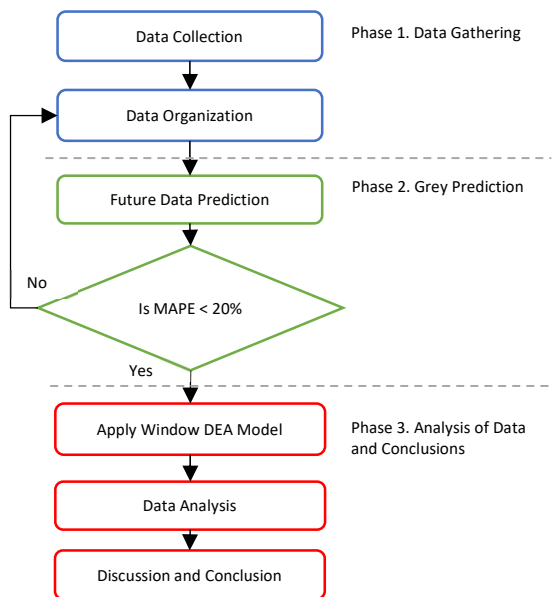 Data Collection
Phase 1. Data Gathering
Data Organization
Future Data Prediction
Phase 2. Grey Prediction
No
Is MAPE < 20%
Yes
Apply Window DEA Model
Phase 3. Analysis of Data
and Conclusions
Data Analysis
Discussion and Conclusion